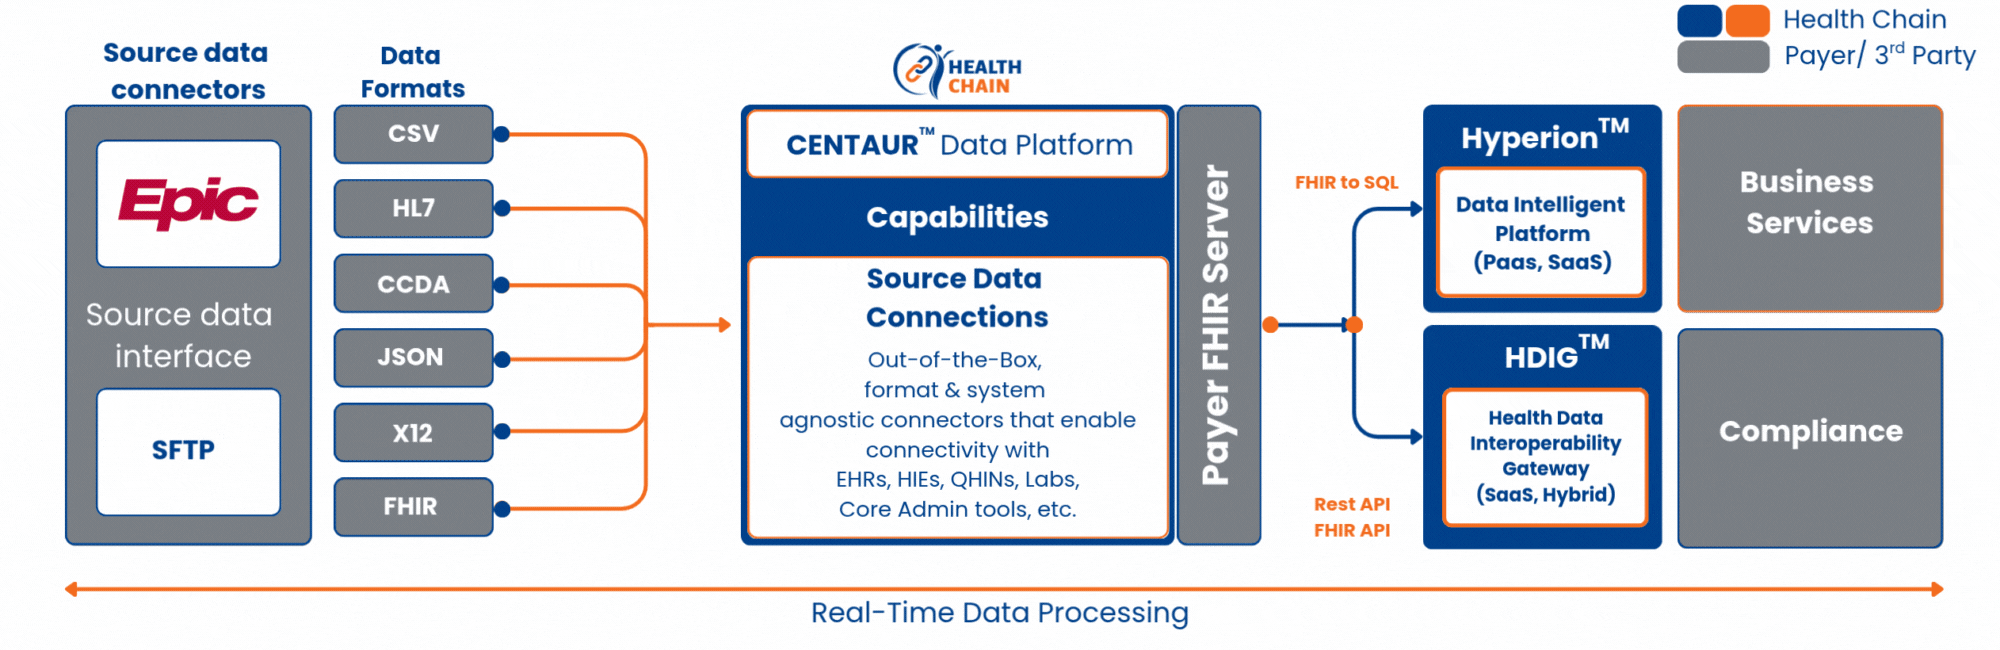 Health Chain
Payer/ 3rd Party
Source data
connectors
Epic
Source data
interface
SFTP
Data
Formats
CSV
HL7
CCDA
JSON
X12
FHIR
HEALTH
CHAIN
CENTAUR™ Data Platform
Capabilities
Source Data
Connections
Out-of-the-Box,
format & system
agnostic connectors that enable
connectivity with
EHRs, HIEs, QHINs, Labs,
Core Admin tools, etc.
Payer FHIR Server
FHIR to SQL
Rest API
FHIR API
Hyperion™
Data Intelligent
Platform
(Paas, SaaS)
HDIG™
Health Data
Interoperability
Gateway
(SaaS, Hybrid)
Business
Services
Compliance
Real-Time Data Processing